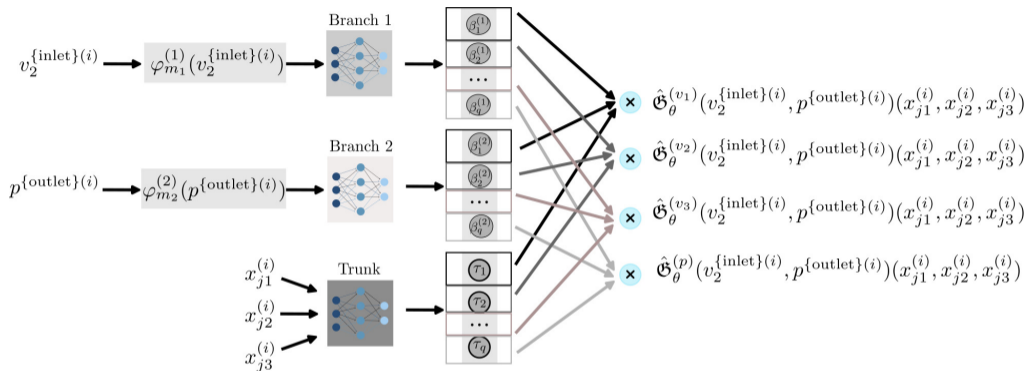 Branch 1
v_2^{{inlet}(i)}
φ_{m_1}^{(1)}(v_2^{{inlet}(i)})
β_1^{(1)}
β_2^{(1)}
...
β_q^{(1)}
Branch 2
p^{{outlet}(i)}
φ_{m_2}^{(2)}(p^{{outlet}(i)})
β_1^{(2)}
β_2^{(2)}
...
β_q^{(2)}
Trunk
x_{j1}^{(i)}
x_{j2}^{(i)}
x_{j3}^{(i)}
τ_1
τ_2
...
τ_q
× 𝔊̂_θ^{(v_1)}(v_2^{{inlet}(i)}, p^{{outlet}(i)})(x_{j1}^{(i)}, x_{j2}^{(i)}, x_{j3}^{(i)})
× 𝔊̂_θ^{(v_2)}(v_2^{{inlet}(i)}, p^{{outlet}(i)})(x_{j1}^{(i)}, x_{j2}^{(i)}, x_{j3}^{(i)})
× 𝔊̂_θ^{(v_3)}(v_2^{{inlet}(i)}, p^{{outlet}(i)})(x_{j1}^{(i)}, x_{j2}^{(i)}, x_{j3}^{(i)})
× 𝔊̂_θ^{(p)}(v_2^{{inlet}(i)}, p^{{outlet}(i)})(x_{j1}^{(i)}, x_{j2}^{(i)}, x_{j3}^{(i)})